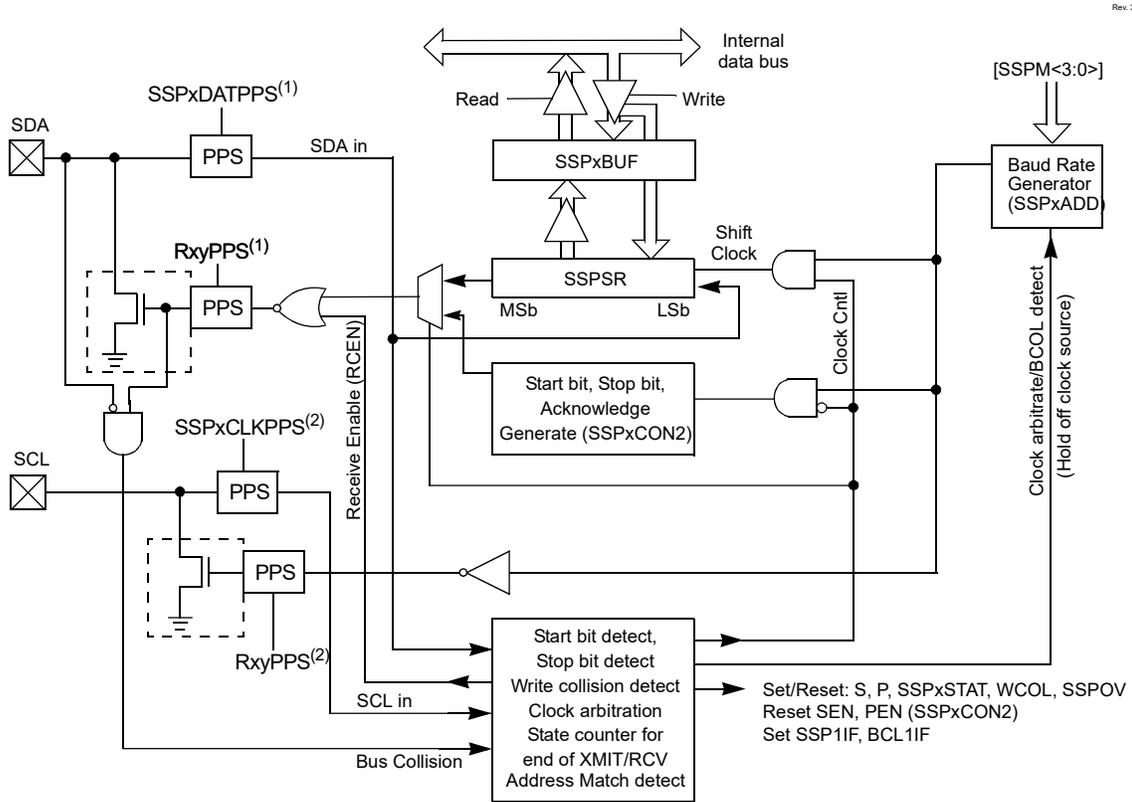 Rev. 2
Internal
data bus
[SSPM<3:0>]
Read
Write
SSPxDATPPS(1)
SDA
PPS
SDA in
SSPxBUF
Baud Rate
Generator
(SSPxADD)
RxyPPS(1)
Shift
Clock
PPS
SSPSR
MSb
LSb
Receive Enable (RCEN)
Clock Cntl
Clock arbitrate/BCOL detect
(Hold off clock source)
Start bit, Stop bit,
Acknowledge
Generate (SSPxCON2)
SSPxCLKPPS(2)
SCL
PPS
PPS
RxyPPS(2)
SCL in
Bus Collision
Start bit detect,
Stop bit detect
Write collision detect
Clock arbitration
State counter for
end of XMIT/RCV
Address Match detect
Set/Reset: S, P, SSPxSTAT, WCOL, SSPOV
Reset SEN, PEN (SSPxCON2)
Set SSP1IF, BCL1IF